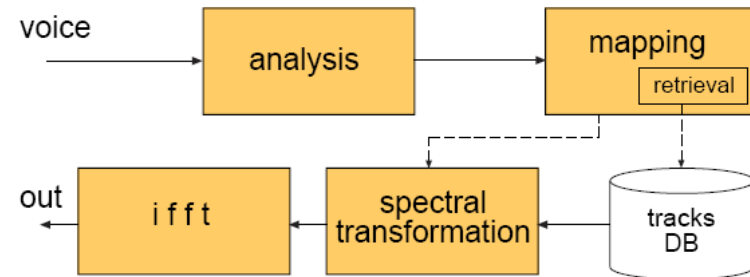 voice
analysis
mapping
retrieval
out
i f f t
spectral
transformation
tracks
DB